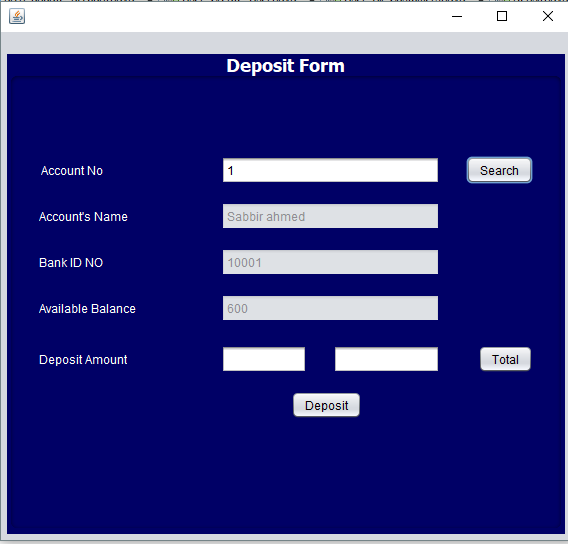 Deposit Form
Account No 1 Search
Account's Name Sabbir ahmed
Bank ID NO 10001
Available Balance 600
Deposit Amount Total
Deposit